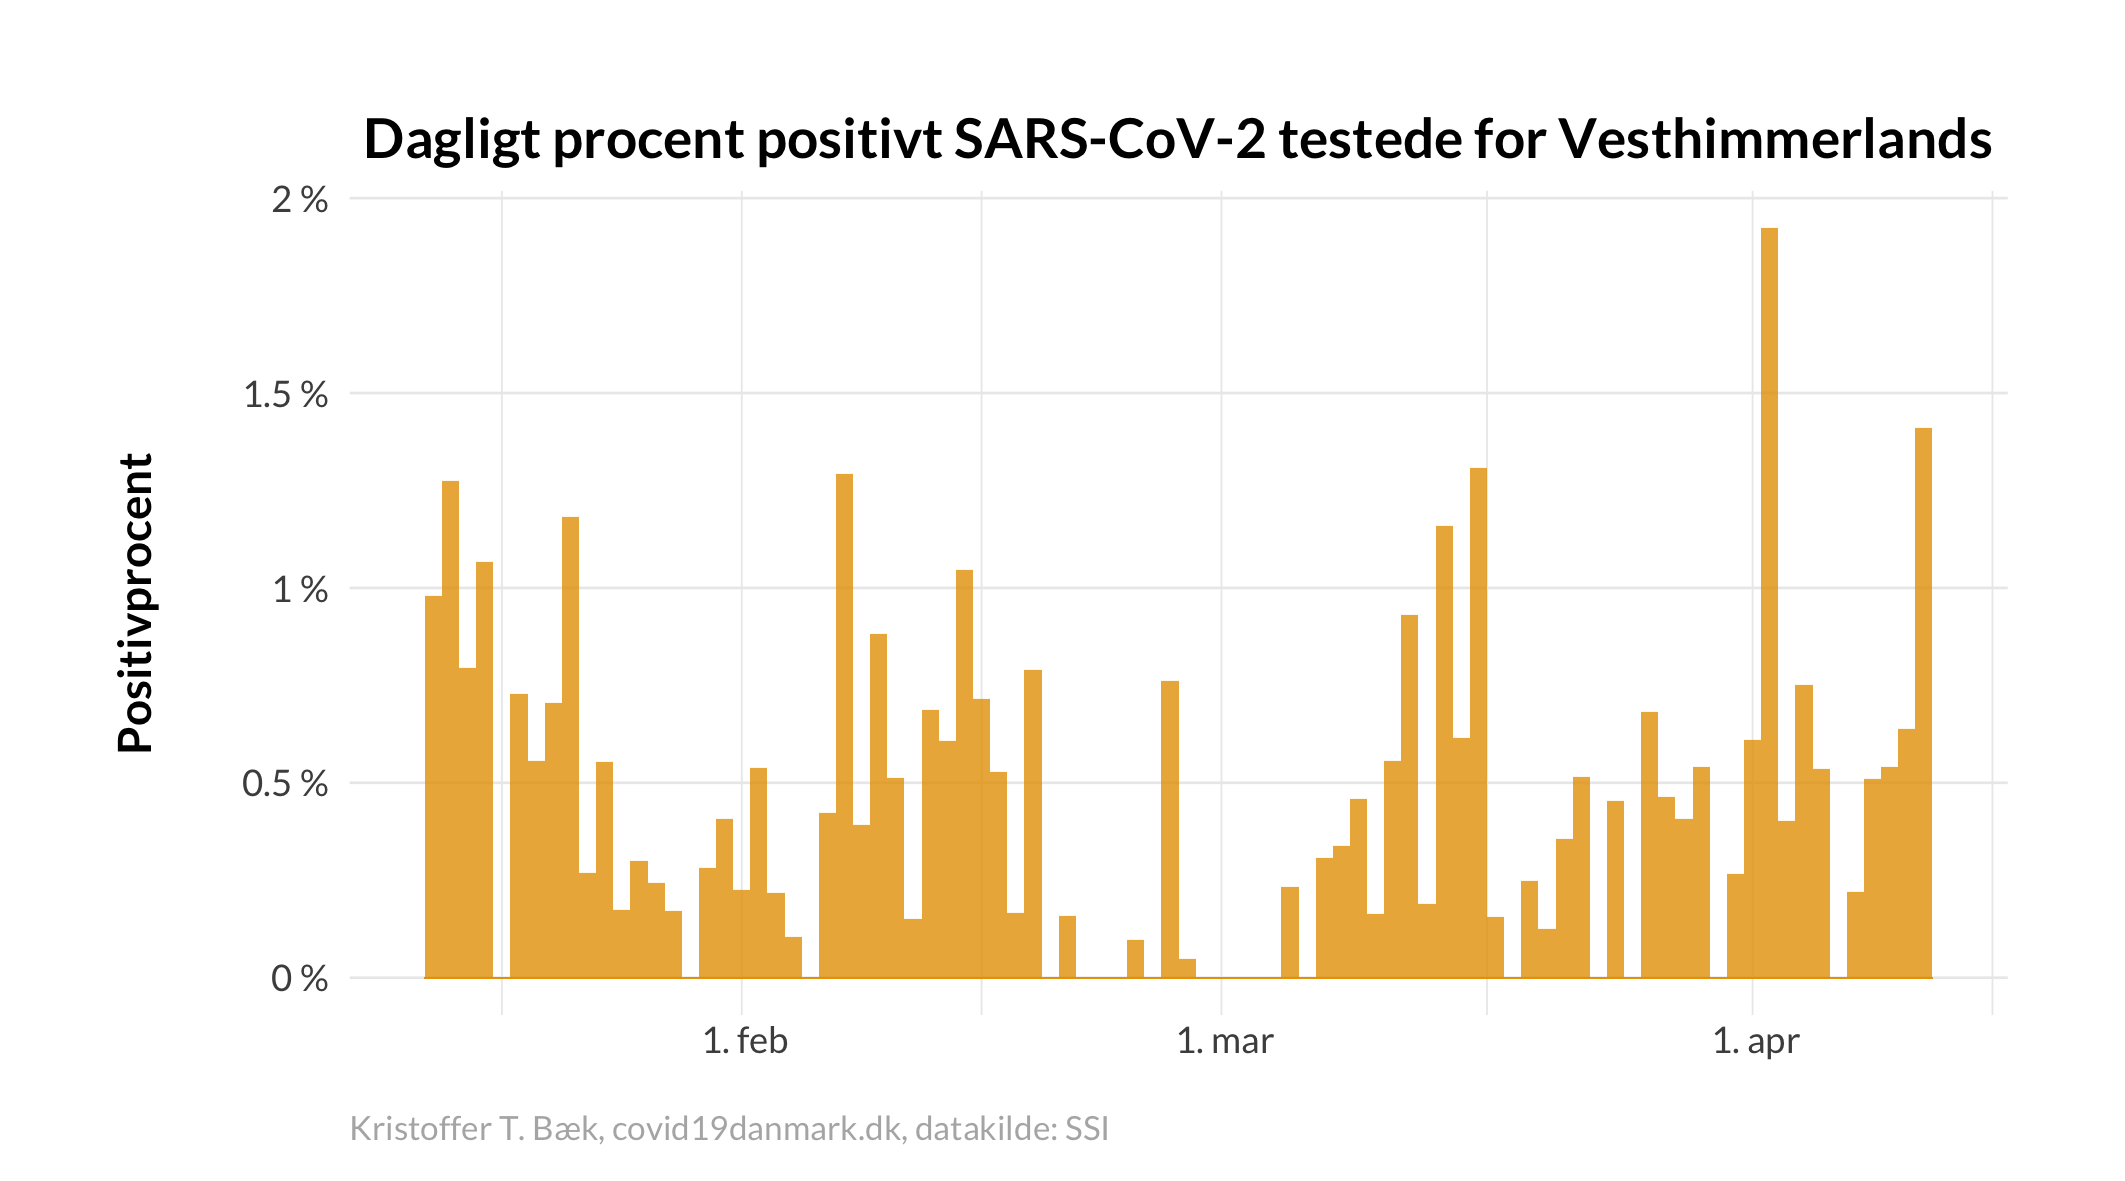 Dagligt procent positivt SARS-CoV-2 testede for Vesthimmerlands
Positivprocent
2 %
1.5 %
1 %
0.5 %
0 %
1. feb
1. mar
1. apr
Kristoffer T. Bæk, covid19danmark.dk, datakilde: SSI